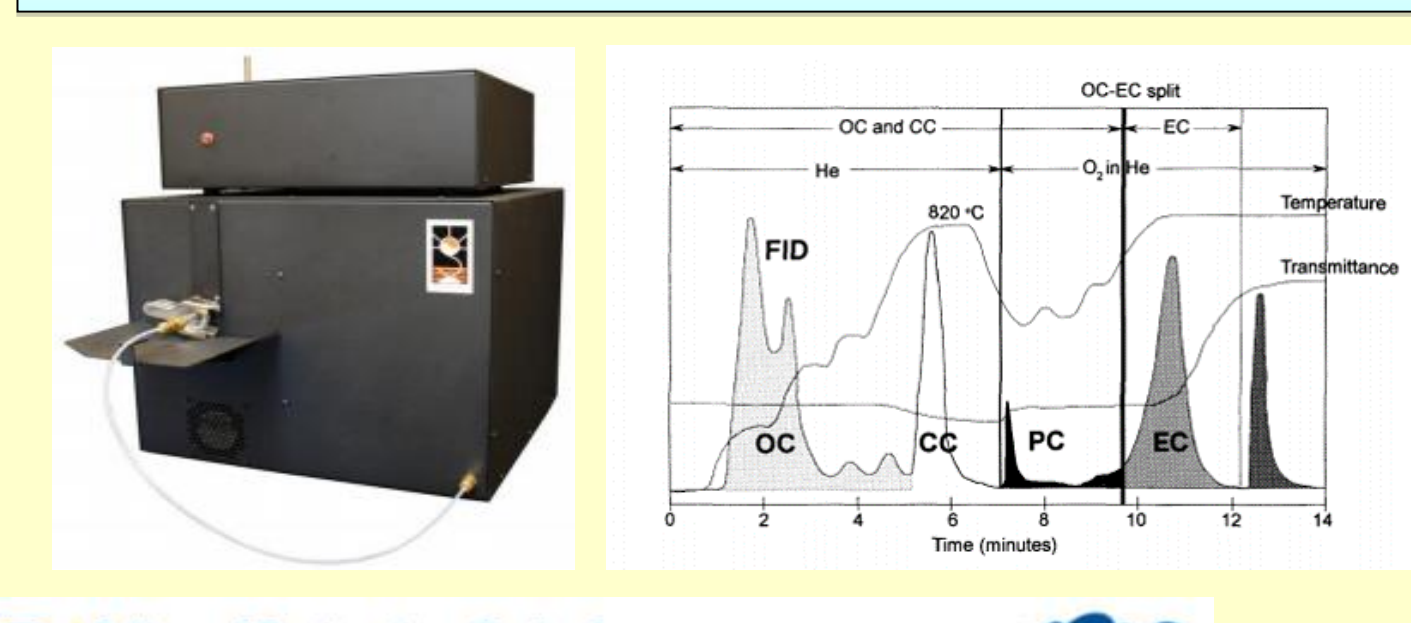 OC-EC split
OC and CC
EC
He
O2 in He
820 °C
Temperature
FID
Transmittance
OC
CC
PC
EC
0 2 4 6 8 10 12 14
Time (minutes)